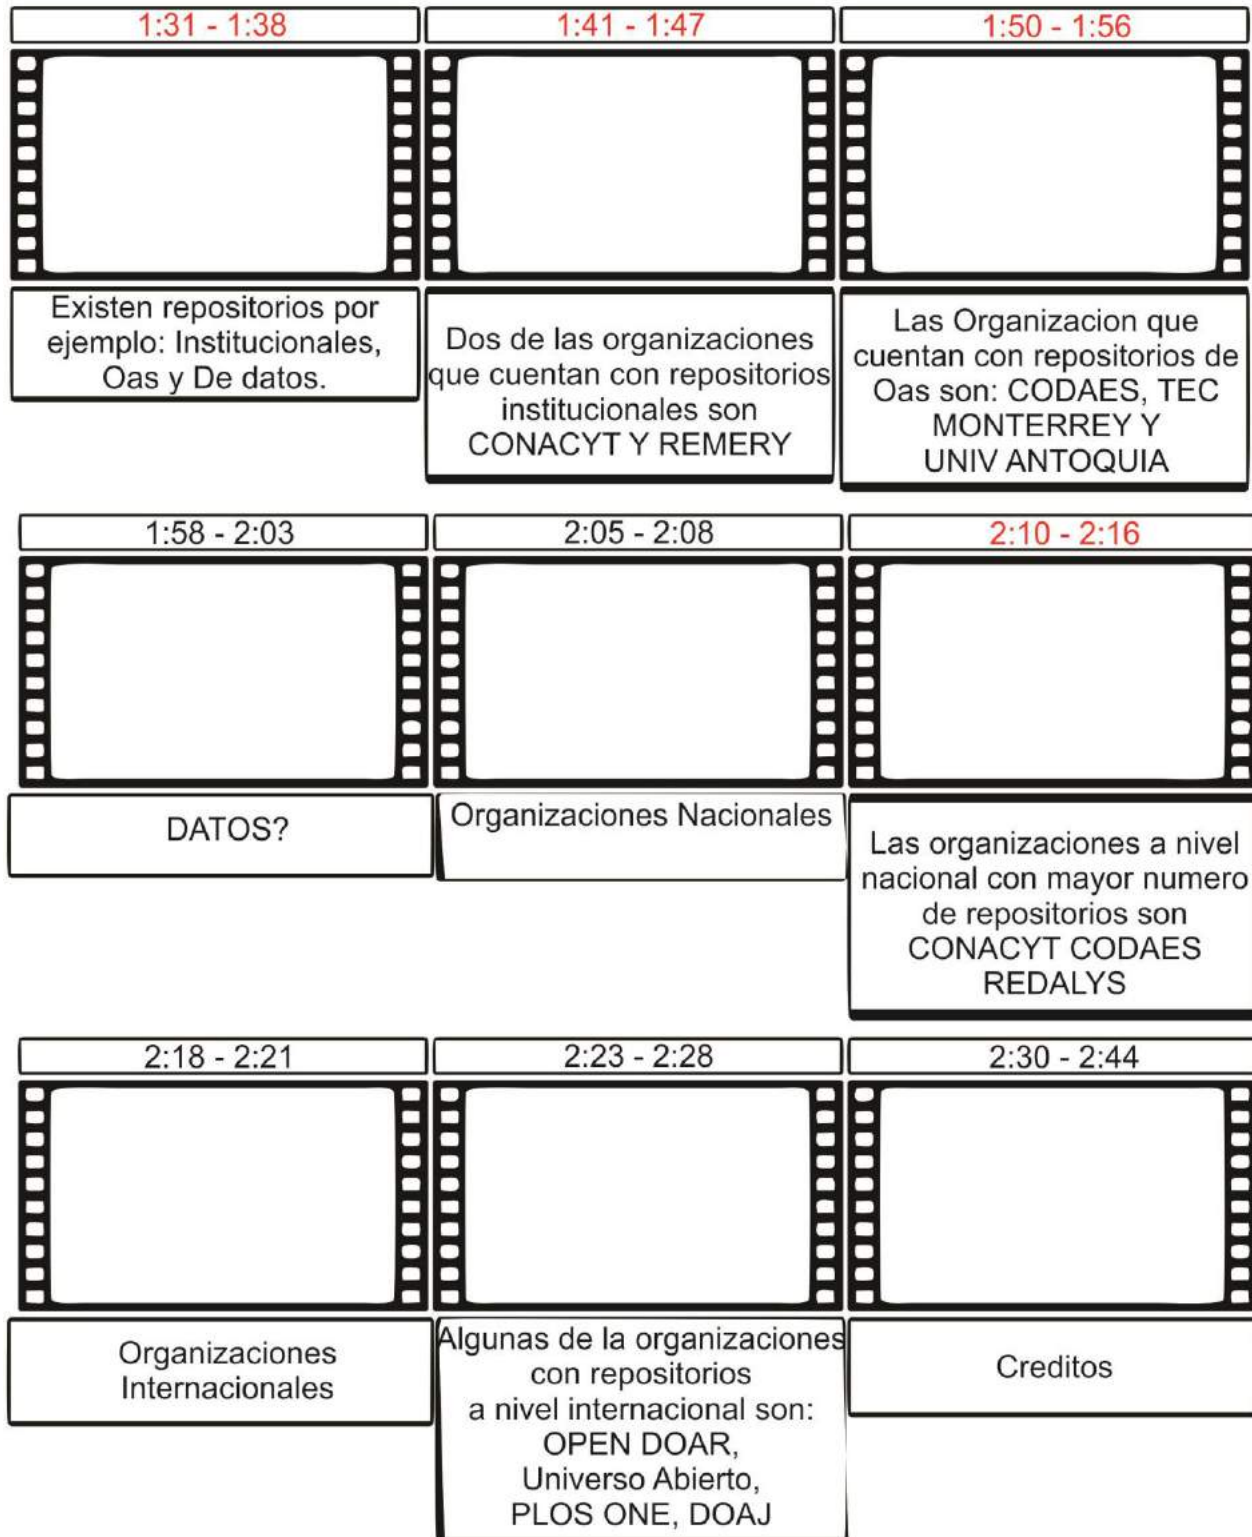 1:31 - 1:38
1:41 - 1:47
1:50 - 1:56
Existen repositorios por
ejemplo: Institucionales,
Oas y De datos.
Dos de las organizaciones
que cuentan con repositorios
institucionales son
CONACYT Y REMERY
Las Organizacion que
cuentan con repositorios de
Oas son: CODAES, TEC
MONTERREY Y
UNIV ANTOQUIA
1:58 - 2:03
2:05 - 2:08
2:10 - 2:16
DATOS?
Organizaciones Nacionales
Las organizaciones a nivel
nacional con mayor numero
de repositorios son
CONACYT CODAES
REDALYS
2:18 - 2:21
2:23 - 2:28
2:30 - 2:44
Organizaciones
Internacionales
Algunas de la organizaciones
con repositorios
a nivel internacional son:
OPEN DOAR,
Universo Abierto,
PLOS ONE, DOAJ
Creditos